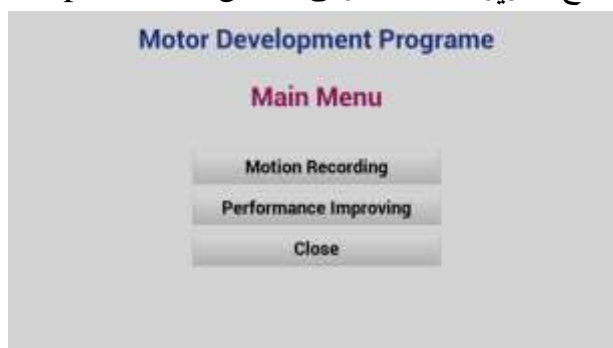 Motor Development Programe
Main Menu
Motion Recording
Performance Improving
Close